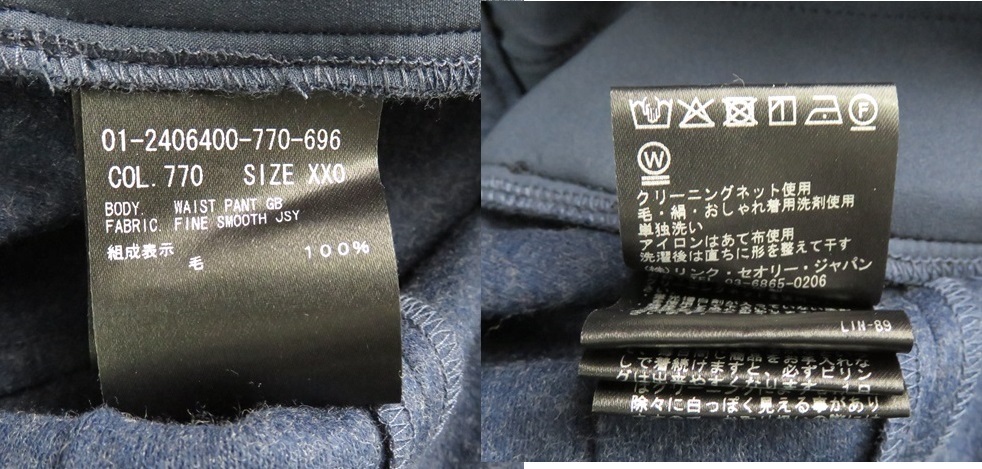 01-2406400-770-696
COL. 770 SIZE XXO
BODY. WAIST PANT GB
FABRIC. FINE SMOOTH JSY
組成表示
毛 100%
F
W
クリーニングネット使用
毛・絹・おしゃれ着用洗剤使用
単独洗い
アイロンはあて布使用
洗濯後は直ちに形を整えて干す
(株)リンク・セオリー・ジャパン
03-6865-0206
LIN-89
除々に白っぽく見える事があり